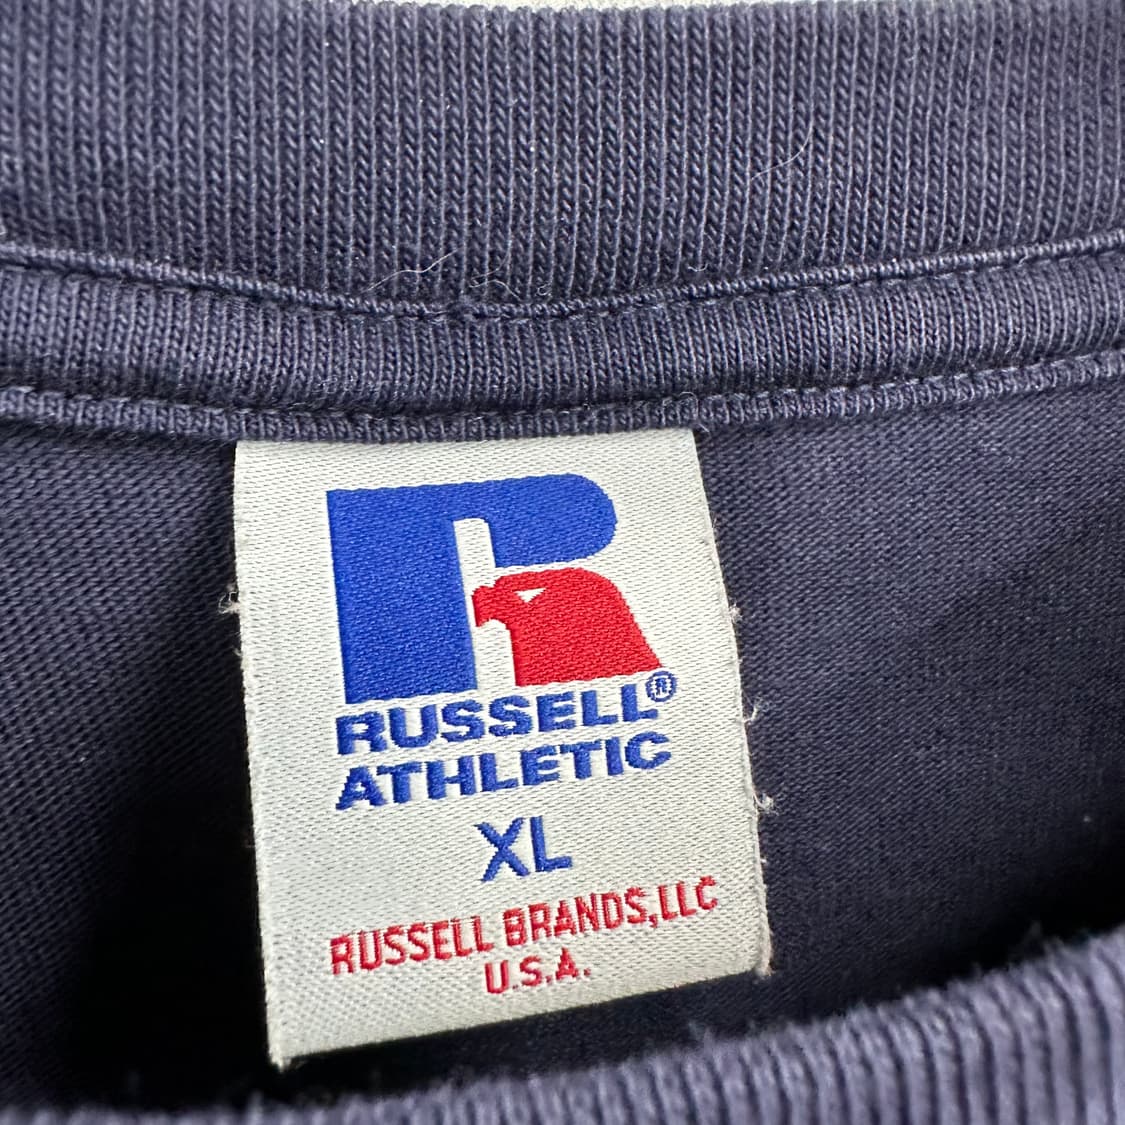 R
RUSSELL®
ATHLETIC
XL
RUSSELL BRANDS,LLC
U.S.A.